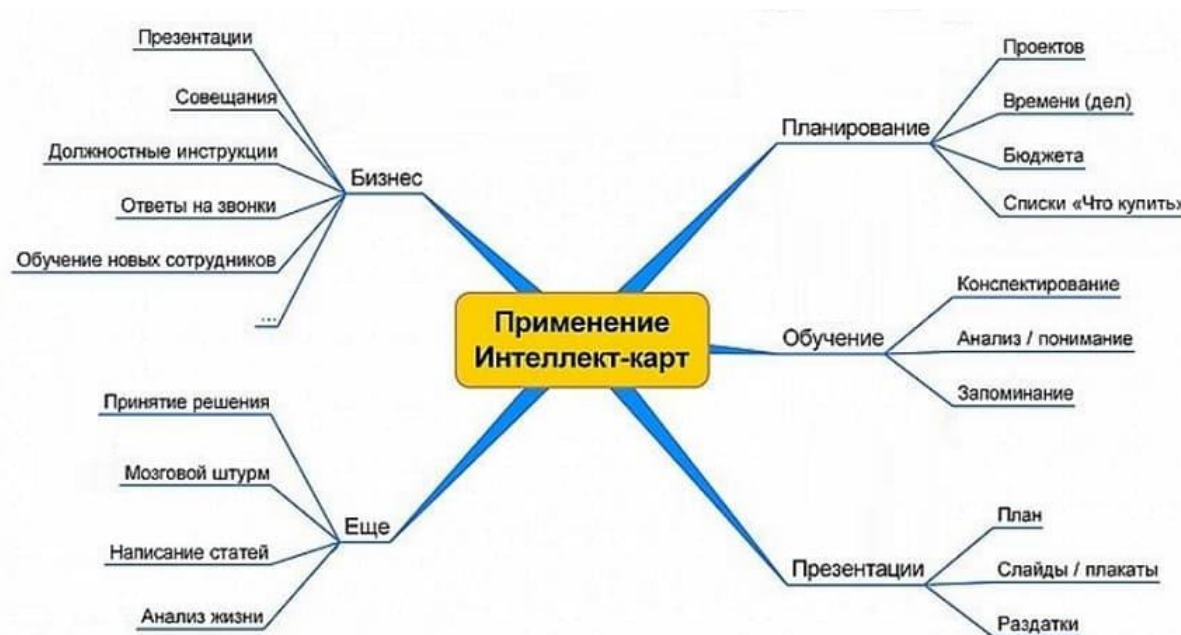 Применение
Интеллект-карт
Планирование
Проектов
Времени (дел)
Бюджета
Списки «Что купить»
Обучение
Конспектирование
Анализ / понимание
Запоминание
Презентации
План
Слайды / плакаты
Раздатки
Бизнес
Презентации
Совещания
Должностные инструкции
Ответы на звонки
Обучение новых сотрудников
...
Еще
Принятие решения
Мозговой штурм
Написание статей
Анализ жизни